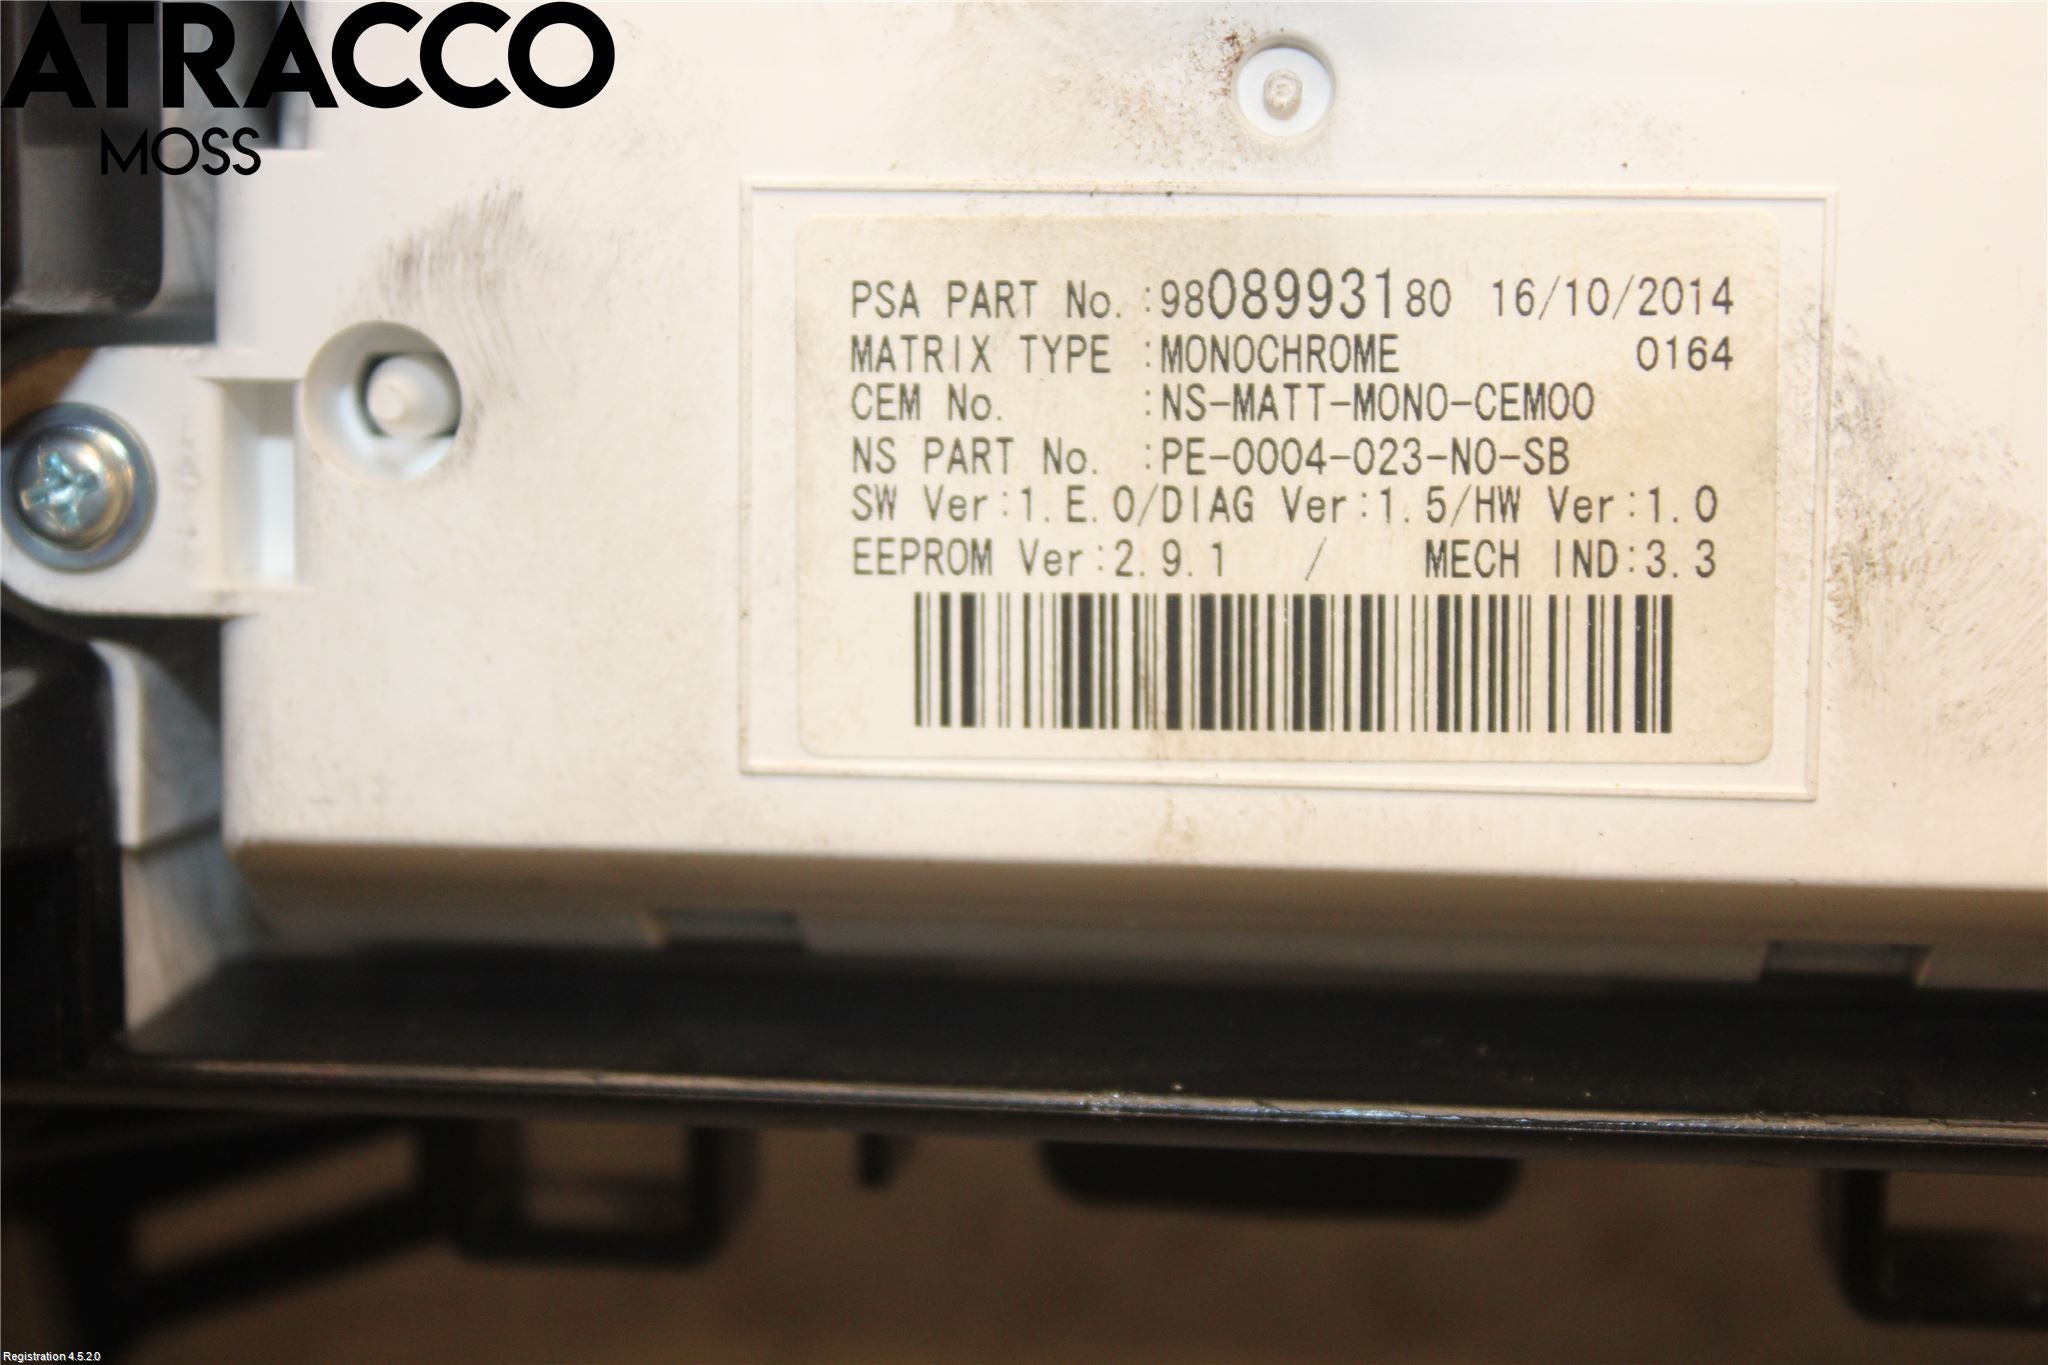 ATRACCO
MOSS
PSA PART No. :9808993180 16/10/2014
MATRIX TYPE :MONOCHROME 0164
CEM No. :NS-MATT-MONO-CEM00
NS PART No. :PE-0004-023-N0-SB
SW Ver:1.E.0/DIAG Ver:1.5/HW Ver:1.0
EEPROM Ver:2.9.1 / MECH IND:3.3
Registration 4.5.2.0